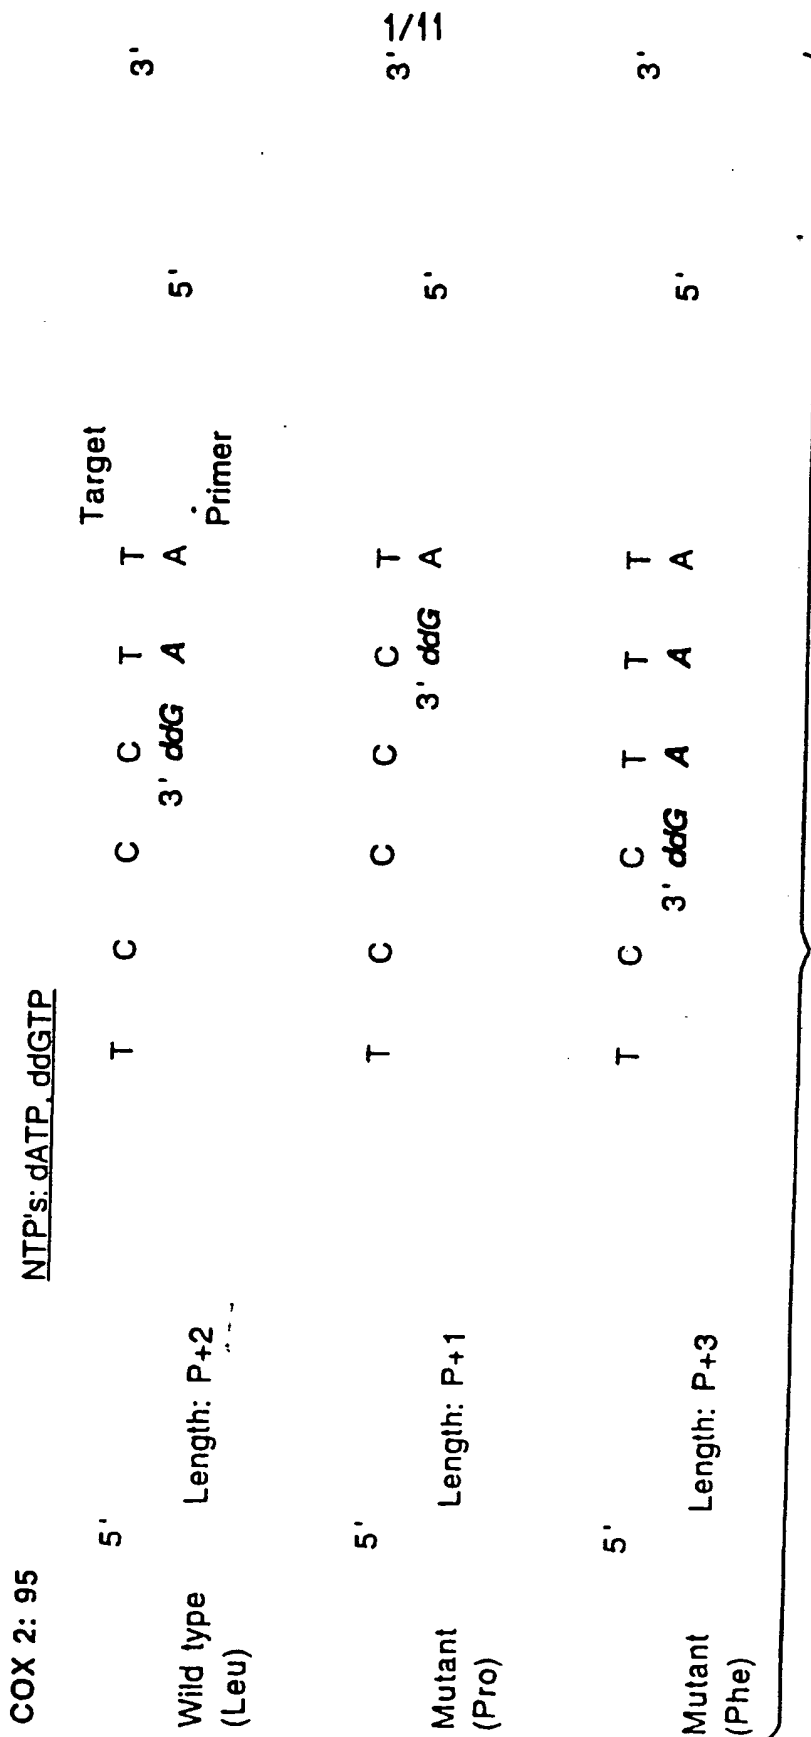 COX 2: 95
NTP's: dATP, ddGTP
Target
5' T C C C T T 3'
Wild type Length: P+2 3' ddG A A 5'
(Leu) Primer
1/11
5' T C C C C T 3'
Mutant Length: P+1 3' ddG A 5'
(Pro)
5' T C C T T T 3'
Mutant Length: P+3 3' ddG A A A 5'
(Phe)